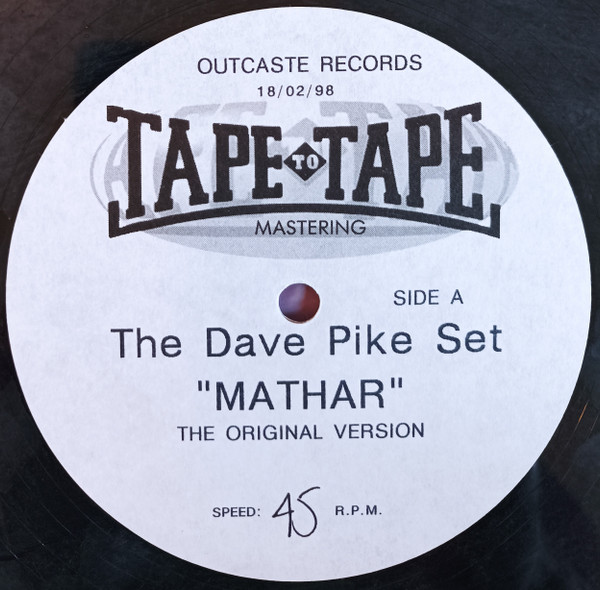 OUTCASTE RECORDS
18/02/98
TAPE TO TAPE
MASTERING
SIDE A
The Dave Pike Set
"MATHAR"
THE ORIGINAL VERSION
SPEED: 45 R.P.M.